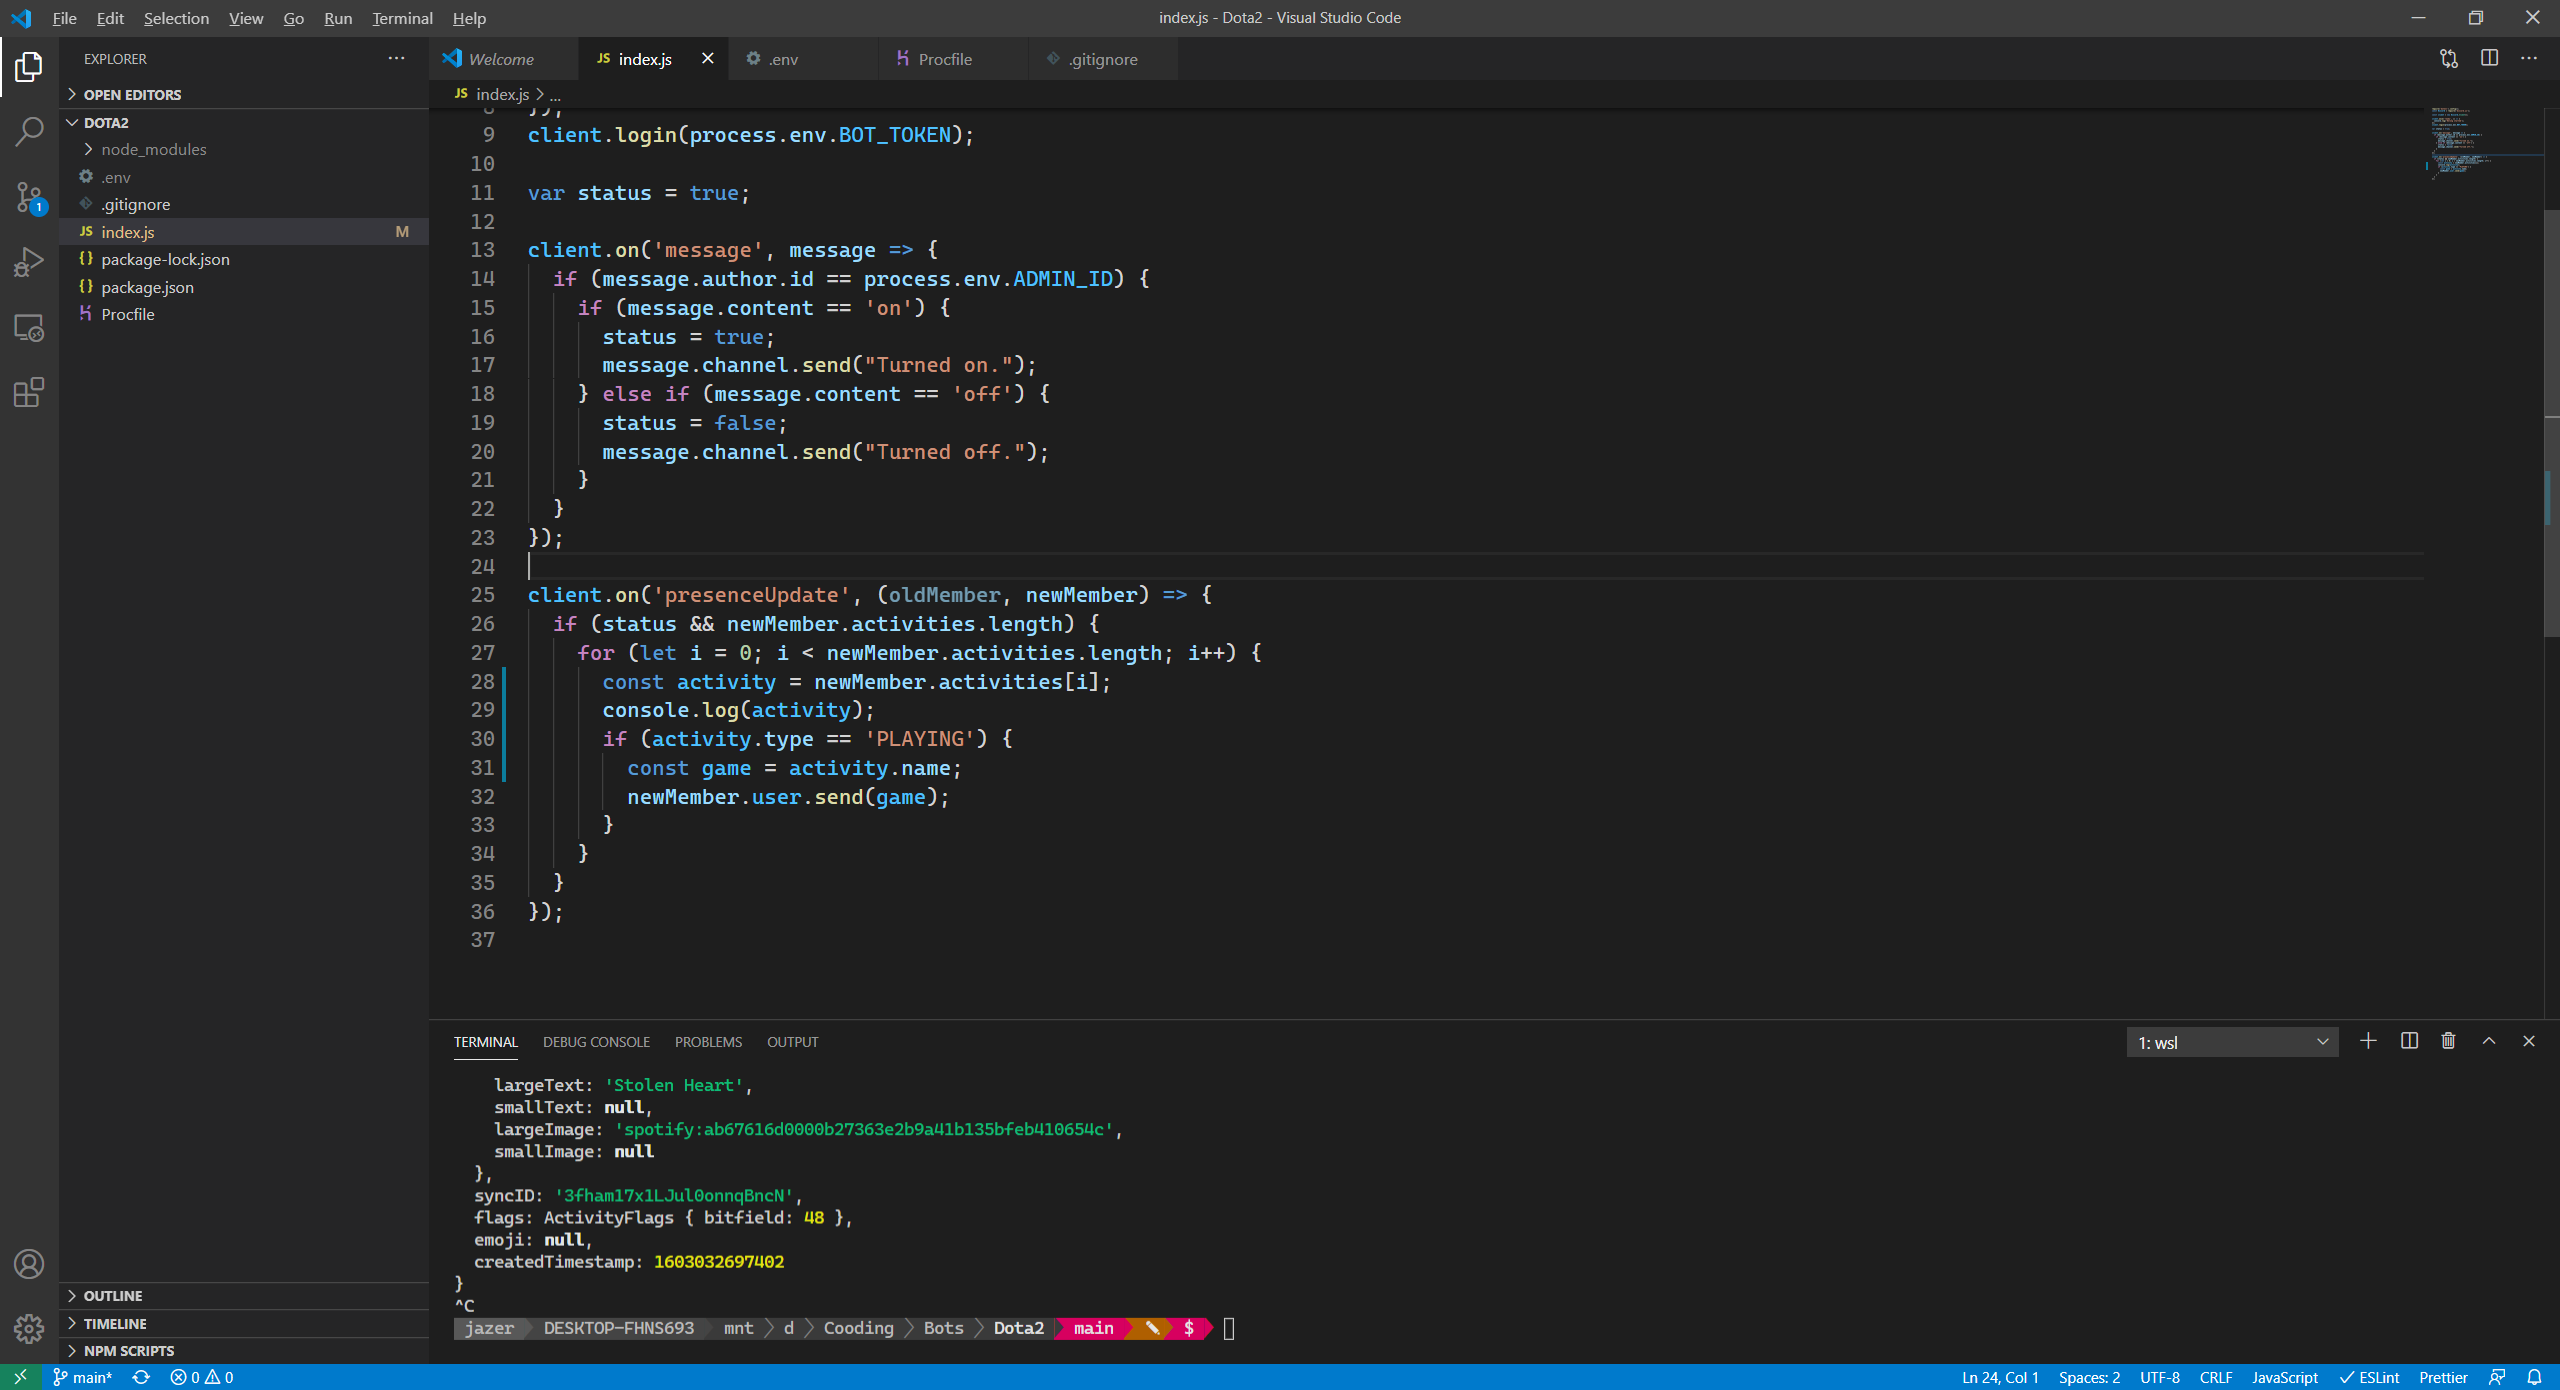 File Edit Selection View Go Run Terminal Help
index.js - Dota2 - Visual Studio Code
EXPLORER
OPEN EDITORS
DOTA2
node_modules
.env
.gitignore
index.js M
package-lock.json
package.json
Procfile
OUTLINE
TIMELINE
NPM SCRIPTS
1
Welcome
JS index.js
.env
Procfile
.gitignore
JS index.js > ...
8 });
9 client.login(process.env.BOT_TOKEN);
10
11 var status = true;
12
13 client.on('message', message => {
14 if (message.author.id == process.env.ADMIN_ID) {
15 if (message.content == 'on') {
16 status = true;
17 message.channel.send("Turned on.");
18 } else if (message.content == 'off') {
19 status = false;
20 message.channel.send("Turned off.");
21 }
22 }
23 });
24
25 client.on('presenceUpdate', (oldMember, newMember) => {
26 if (status && newMember.activities.length) {
27 for (let i = 0; i < newMember.activities.length; i++) {
28 const activity = newMember.activities[i];
29 console.log(activity);
30 if (activity.type == 'PLAYING') {
31 const game = activity.name;
32 newMember.user.send(game);
33 }
34 }
35 }
36 });
37
TERMINAL DEBUG CONSOLE PROBLEMS OUTPUT
1: wsl
largeText: 'Stolen Heart',
smallText: null,
largeImage: 'spotify:ab67616d0000b27363e2b9a41b135bfeb410654c',
smallImage: null
},
syncID: '3fham17x1LJul0onnqBncN',
flags: ActivityFlags { bitfield: 48 },
emoji: null,
createdTimestamp: 1603032697402
}
^C
jazer DESKTOP-FHNS693 mnt d Cooding Bots Dota2 main $
main* 0 0
Ln 24, Col 1 Spaces: 2 UTF-8 CRLF JavaScript ESLint Prettier